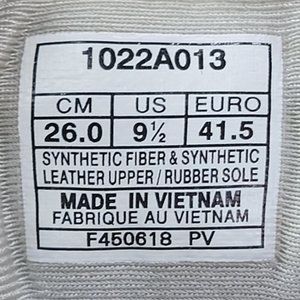 1022A013
CM US EURO
26.0 9½ 41.5
SYNTHETIC FIBER & SYNTHETIC
LEATHER UPPER / RUBBER SOLE
MADE IN VIETNAM
FABRIQUE AU VIETNAM
F450618 PV